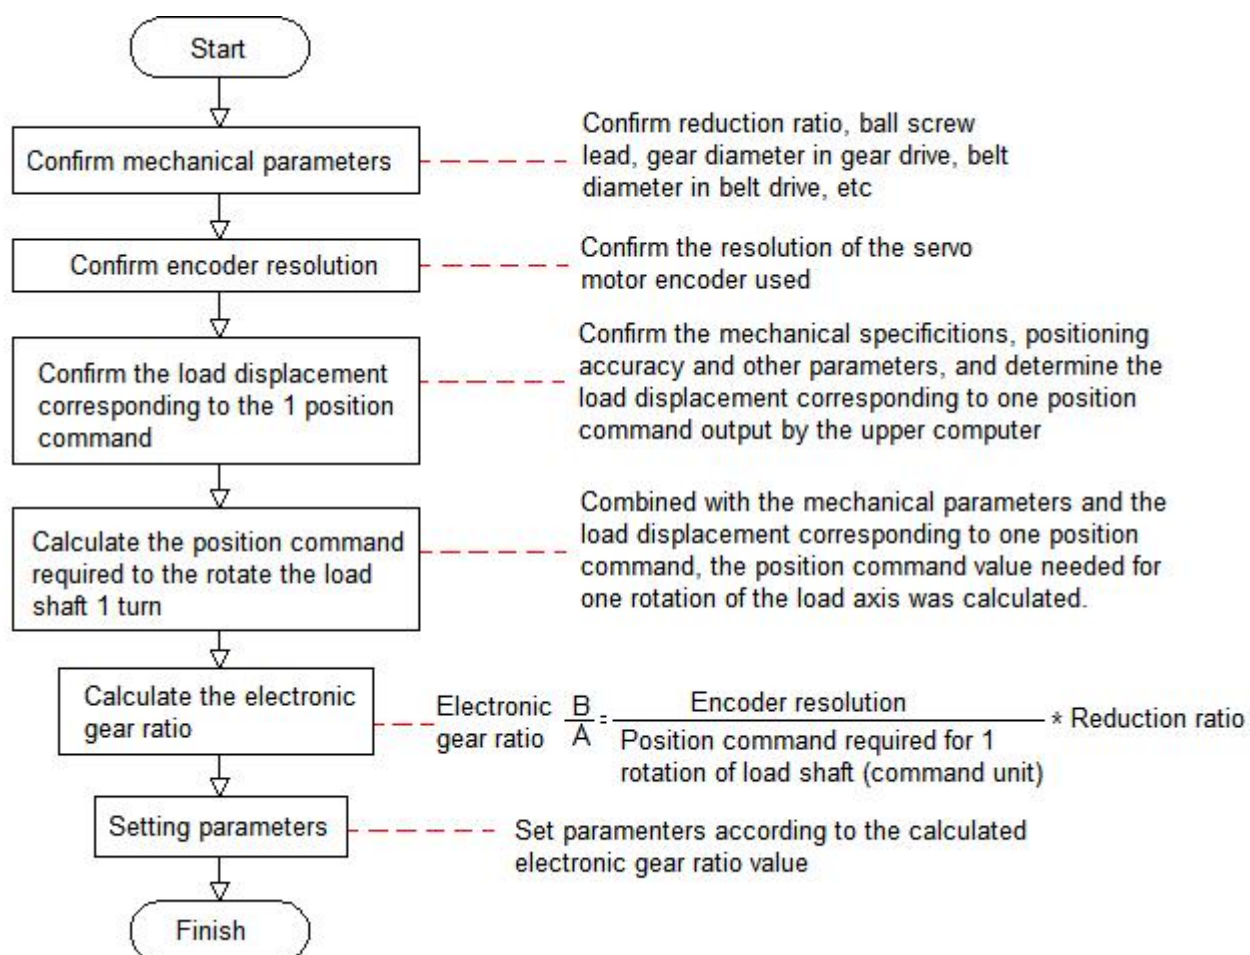 Start
Confirm mechanical parameters
Confirm reduction ratio, ball screw
lead, gear diameter in gear drive, belt
diameter in belt drive, etc
Confirm encoder resolution
Confirm the resolution of the servo
motor encoder used
Confirm the load displacement
corresponding to the 1 position
command
Confirm the mechanical specificitions, positioning
accuracy and other parameters, and determine the
load displacement corresponding to one position
command output by the upper computer
Calculate the position command
required to the rotate the load
shaft 1 turn
Combined with the mechanical parameters and the
load displacement corresponding to one position
command, the position command value needed for
one rotation of the load axis was calculated.
Calculate the electronic
gear ratio
Electronic
gear ratio
B
A
=
Encoder resolution
Position command required for 1
rotation of load shaft (command unit)
* Reduction ratio
Setting parameters
Set paramenters according to the calculated
electronic gear ratio value
Finish